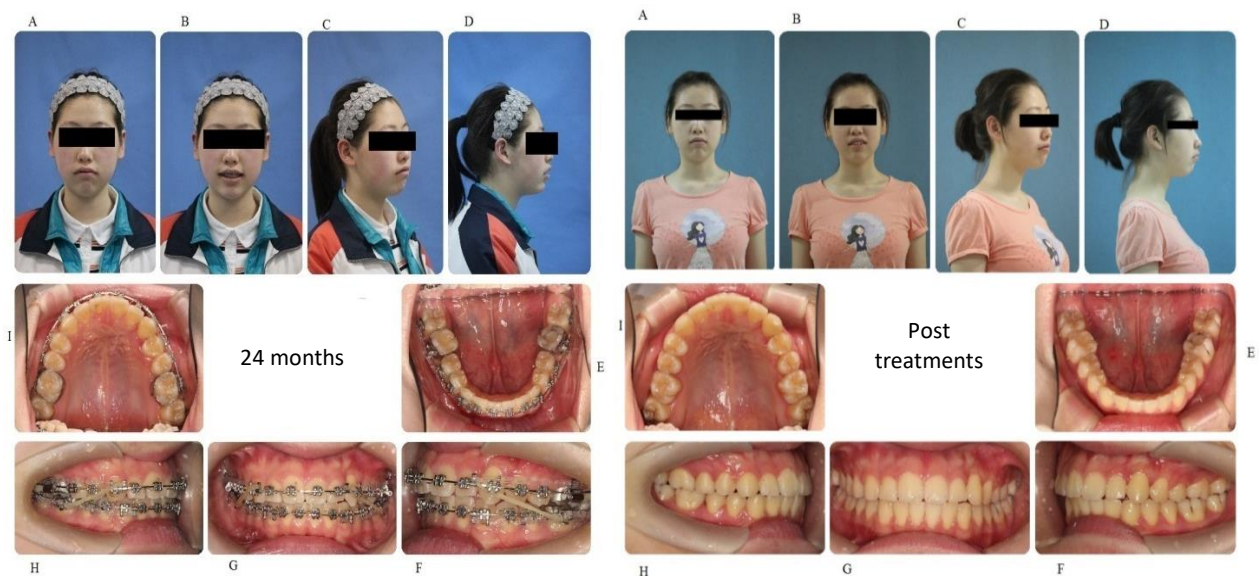 A B C D
A B C D
I
24 months
E
I
Post
treatments
E
H G F
H G F